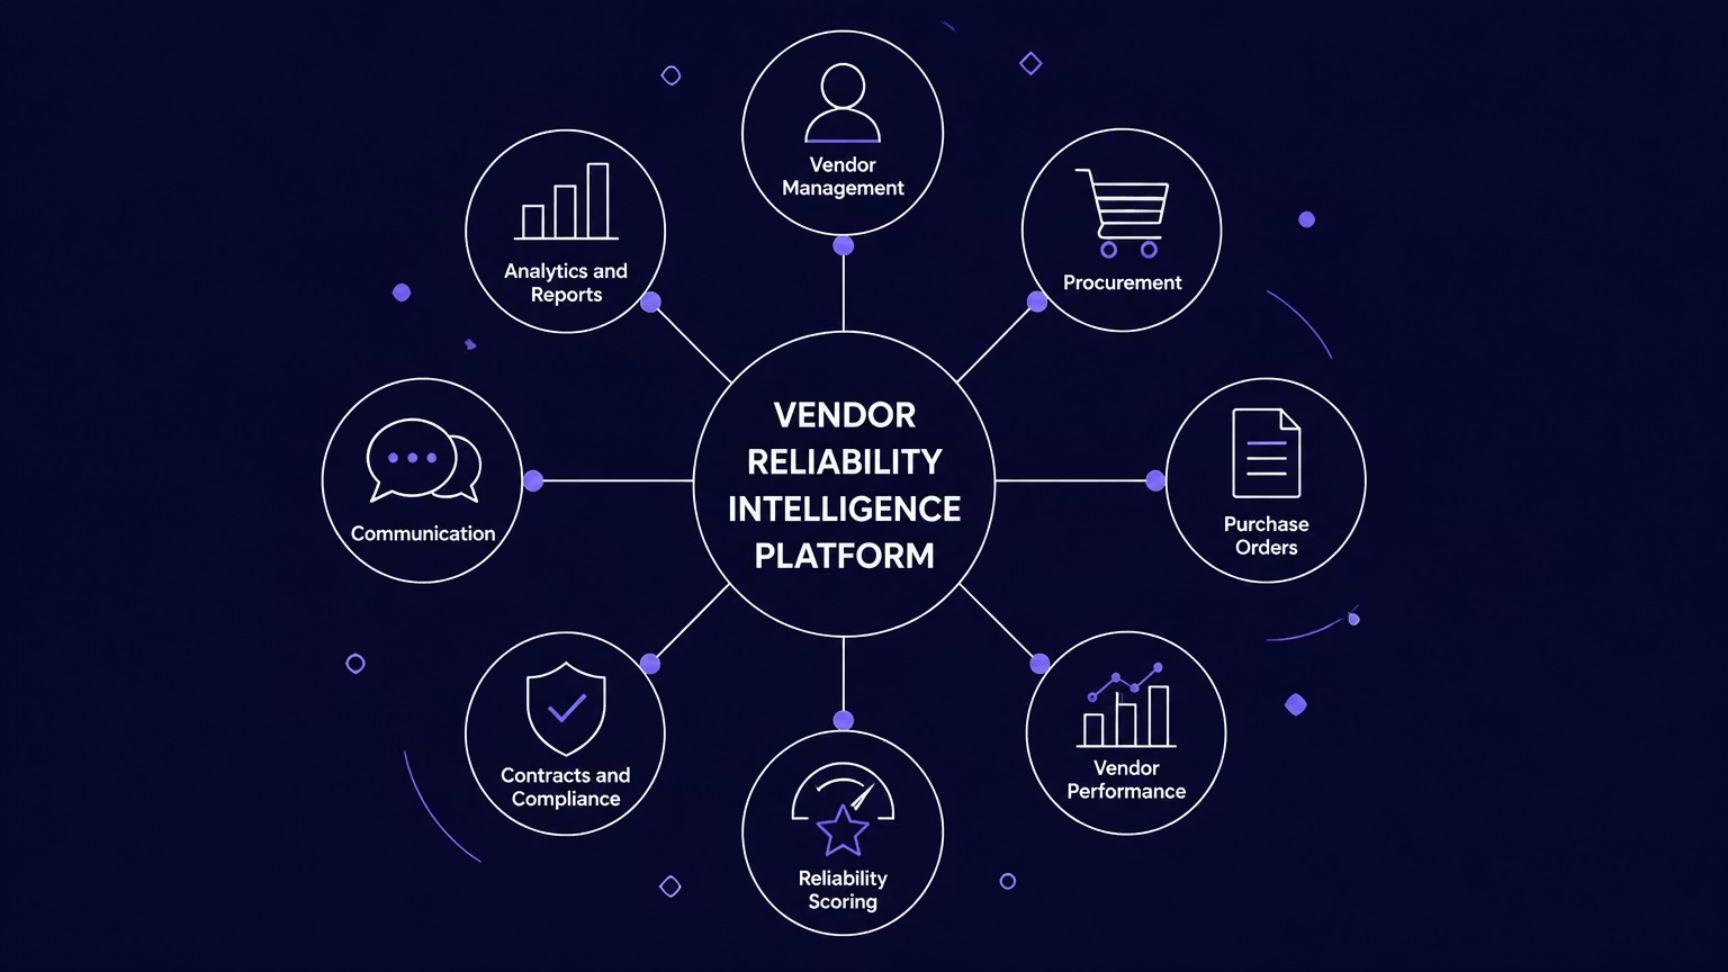 Vendor
Management
Analytics and
Reports
Procurement
VENDOR
RELIABILITY
INTELLIGENCE
PLATFORM
Communication
Purchase
Orders
Contracts and
Compliance
Vendor
Performance
Reliability
Scoring